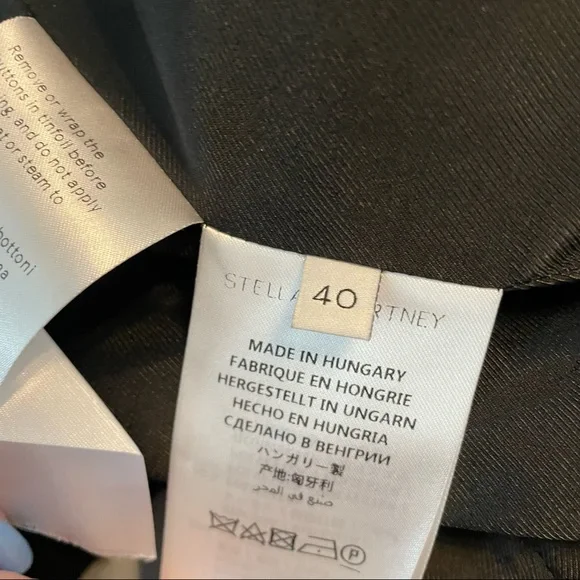 Remove or wrap the
buttons in tinfoil before
ing, and do not apply
at or steam to
bottoni
STELLA RTNEY
40
MADE IN HUNGARY
FABRIQUE EN HONGRIE
HERGESTELLT IN UNGARN
HECHO EN HUNGRIA
СДЕЛАНО В ВЕНГРИИ
ハンガリー製
产地:匈牙利
صنع في المجر
P